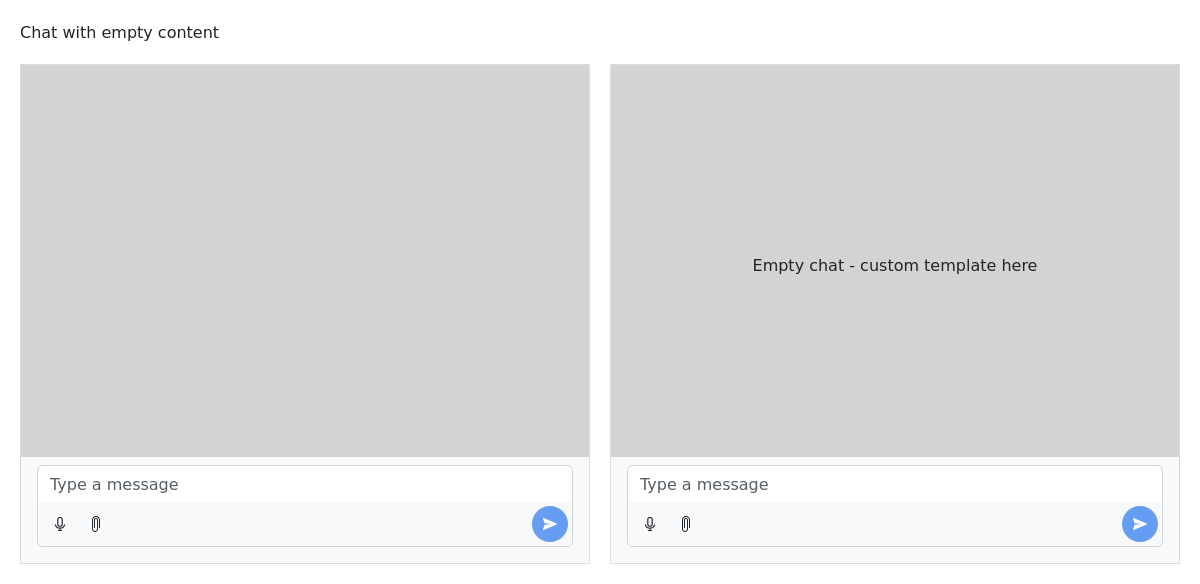 Chat with empty content
Empty chat - custom template here
Type a message
Type a message